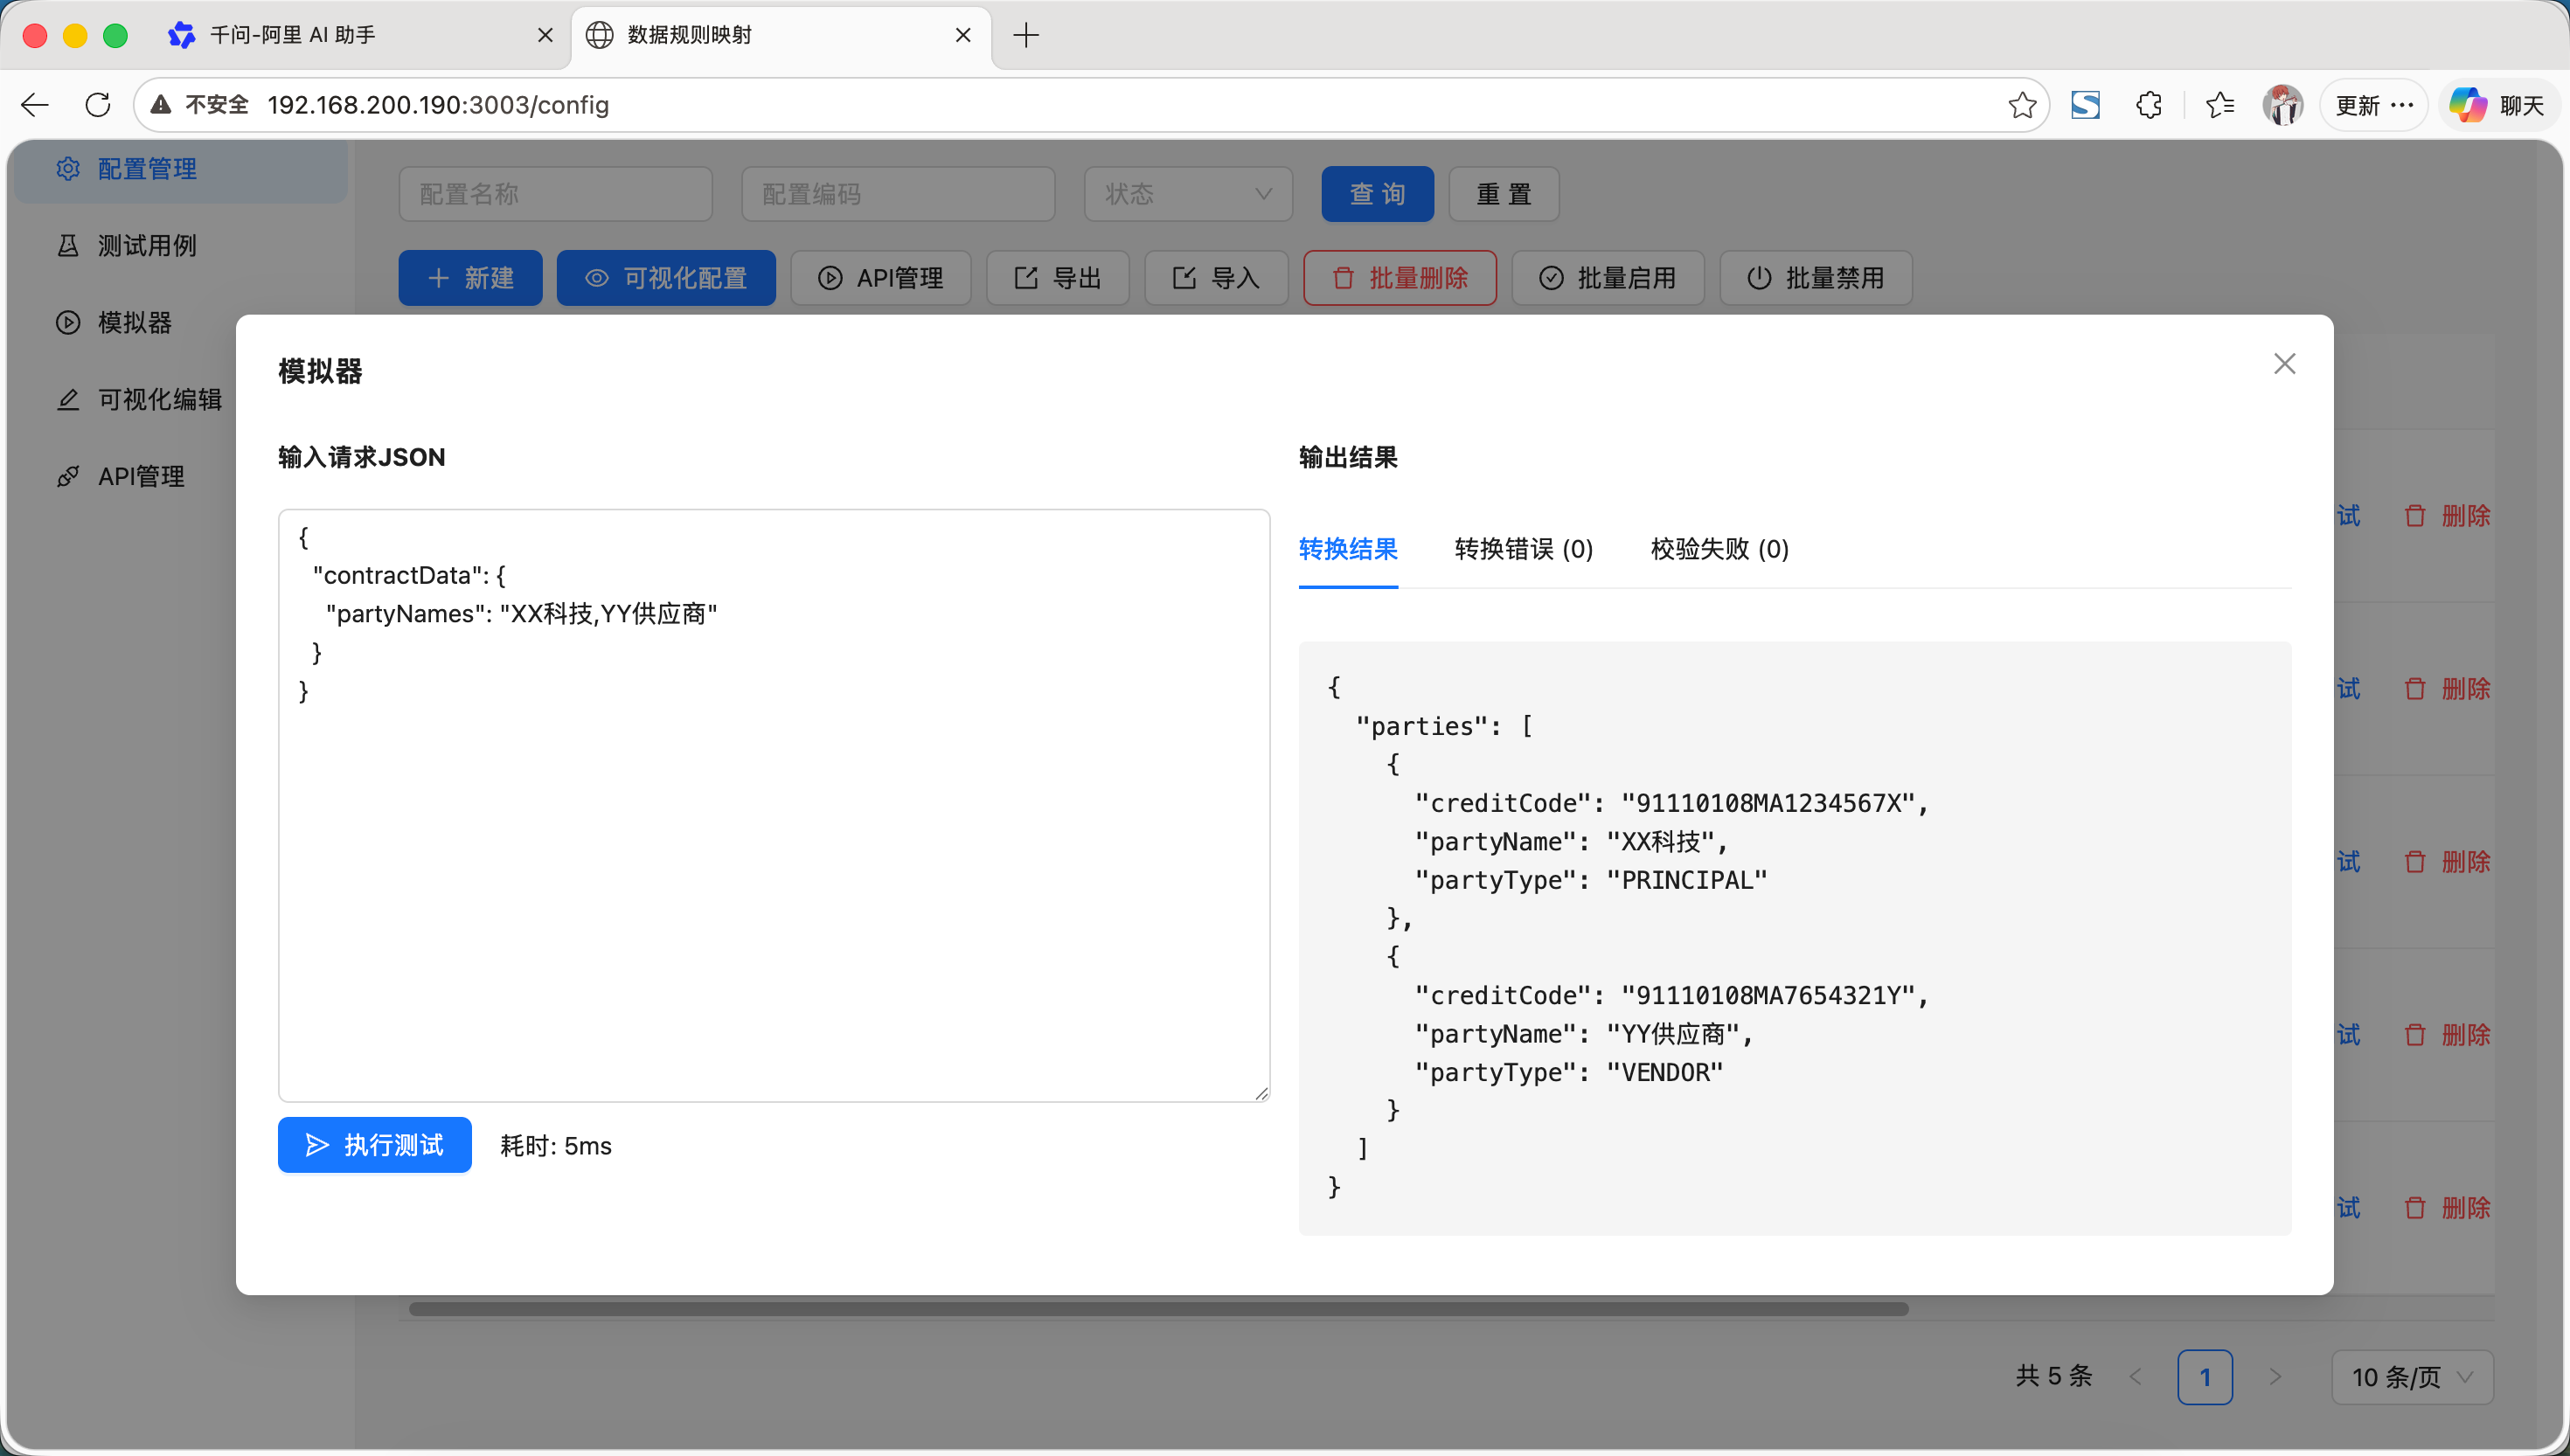 千问-阿里 AI 助手
数据规则映射
不安全 192.168.200.190:3003/config
更新
聊天
配置管理
测试用例
模拟器
可视化编辑
API管理
配置名称
配置编码
状态
查 询
重 置
新建
可视化配置
API管理
导出
导入
批量删除
批量启用
批量禁用
模拟器
输入请求JSON
{
  "contractData": {
    "partyNames": "XX科技,YY供应商"
  }
}
执行测试
耗时: 5ms
输出结果
转换结果
转换错误 (0)
校验失败 (0)
{
  "parties": [
    {
      "creditCode": "91110108MA1234567X",
      "partyName": "XX科技",
      "partyType": "PRINCIPAL"
    },
    {
      "creditCode": "91110108MA7654321Y",
      "partyName": "YY供应商",
      "partyType": "VENDOR"
    }
  ]
}
试 删除
试 删除
试 删除
试 删除
试 删除
共 5 条
1
10 条/页